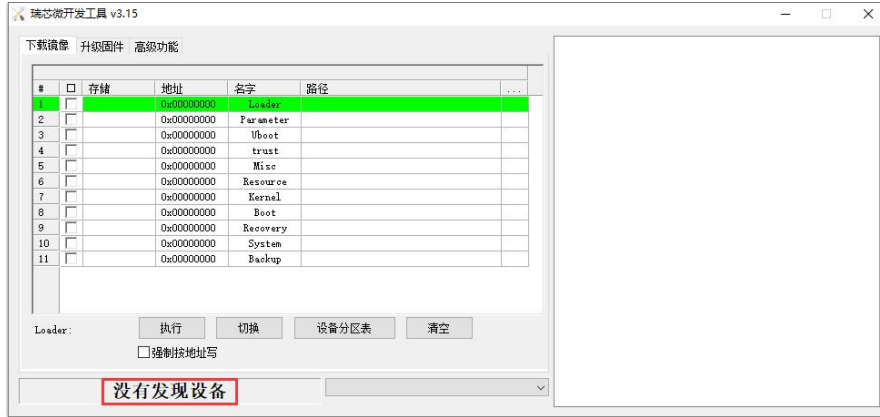 瑞芯微开发工具 v3.15
下载镜像 升级固件 高级功能
# 存储 地址 名字 路径 ...
1 0x00000000 Loader
2 0x00000000 Parameter
3 0x00000000 Uboot
4 0x00000000 trust
5 0x00000000 Misc
6 0x00000000 Resource
7 0x00000000 Kernel
8 0x00000000 Boot
9 0x00000000 Recovery
10 0x00000000 System
11 0x00000000 Backup
Loader: 执行 切换 设备分区表 清空
强制按地址写
没有发现设备